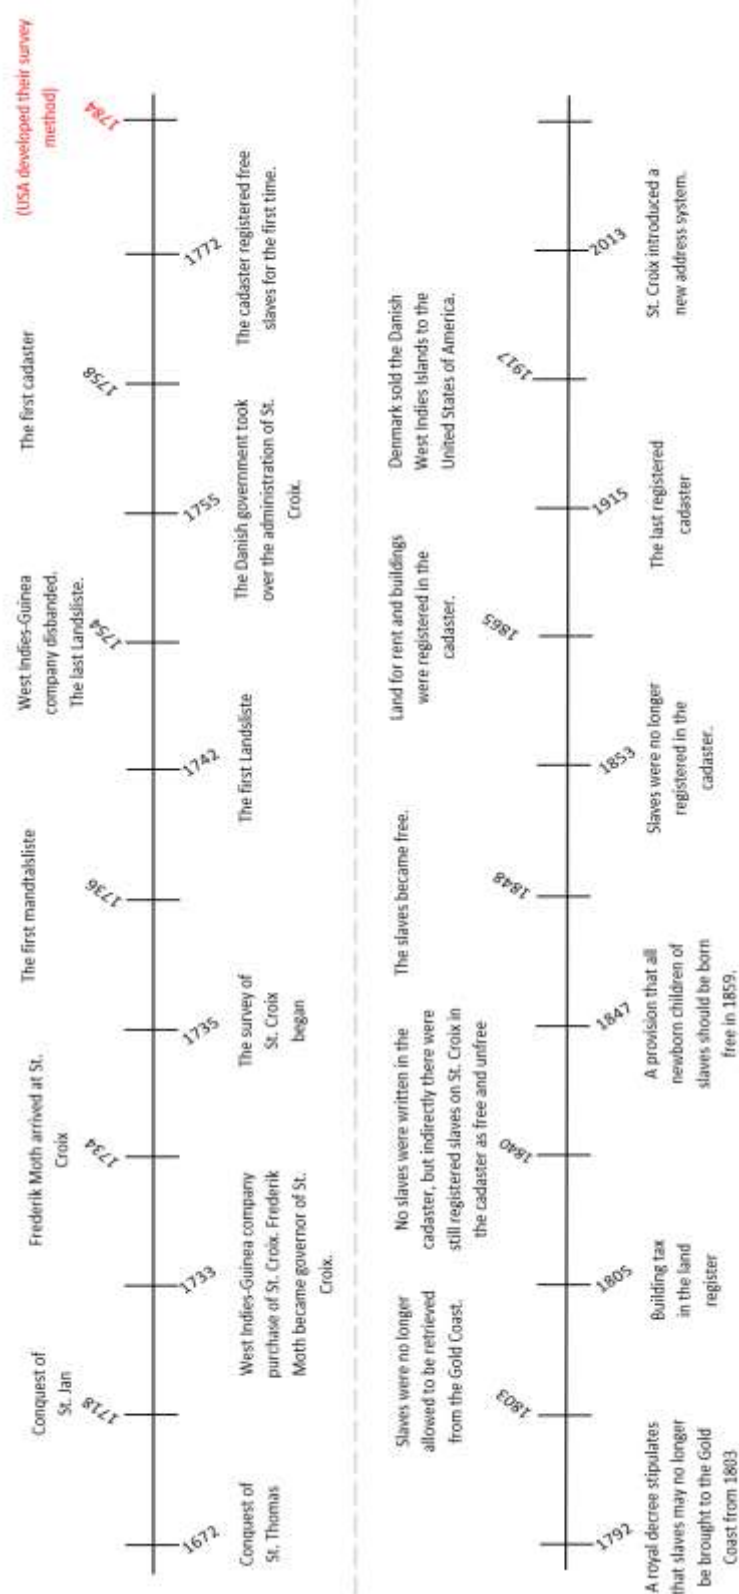 1672
Conquest of
St. Thomas
Conquest of
St. Jan
1718
1733
West Indies-Guinea company
purchase of St. Croix. Frederik
Moth became governor of St.
Croix.
Frederik Moth arrived at St.
Croix
1734
1735
The survey of
St. Croix
began
The first mandtalsliste
1736
1742
The first Landsliste
West Indies-Guinea
company disbanded.
The last Landsliste.
1754
1755
The Danish government took
over the administration of St.
Croix.
The first cadaster
1758
1772
The cadaster registered free
slaves for the first time.
(USA developed their survey
method)
1784
1792
A royal decree stipulates
that slaves may no longer
be brought to the Gold
Coast from 1803
Slaves were no longer
allowed to be retrieved
from the Gold Coast.
1803
1805
Building tax
in the land
register
No slaves were written in the
cadaster, but indirectly there were
still registered slaves on St. Croix in
the cadaster as free and unfree
1840
1847
A provision that all
newborn children of
slaves should be born
free in 1859.
The slaves became free.
1848
1853
Slaves were no longer
registered in the
cadaster.
Land for rent and buildings
were registered in the
cadaster.
1865
1915
The last registered
cadaster
Denmark sold the Danish
West Indies Islands to the
United States of America.
1917
2013
St. Croix introduced a
new address system.